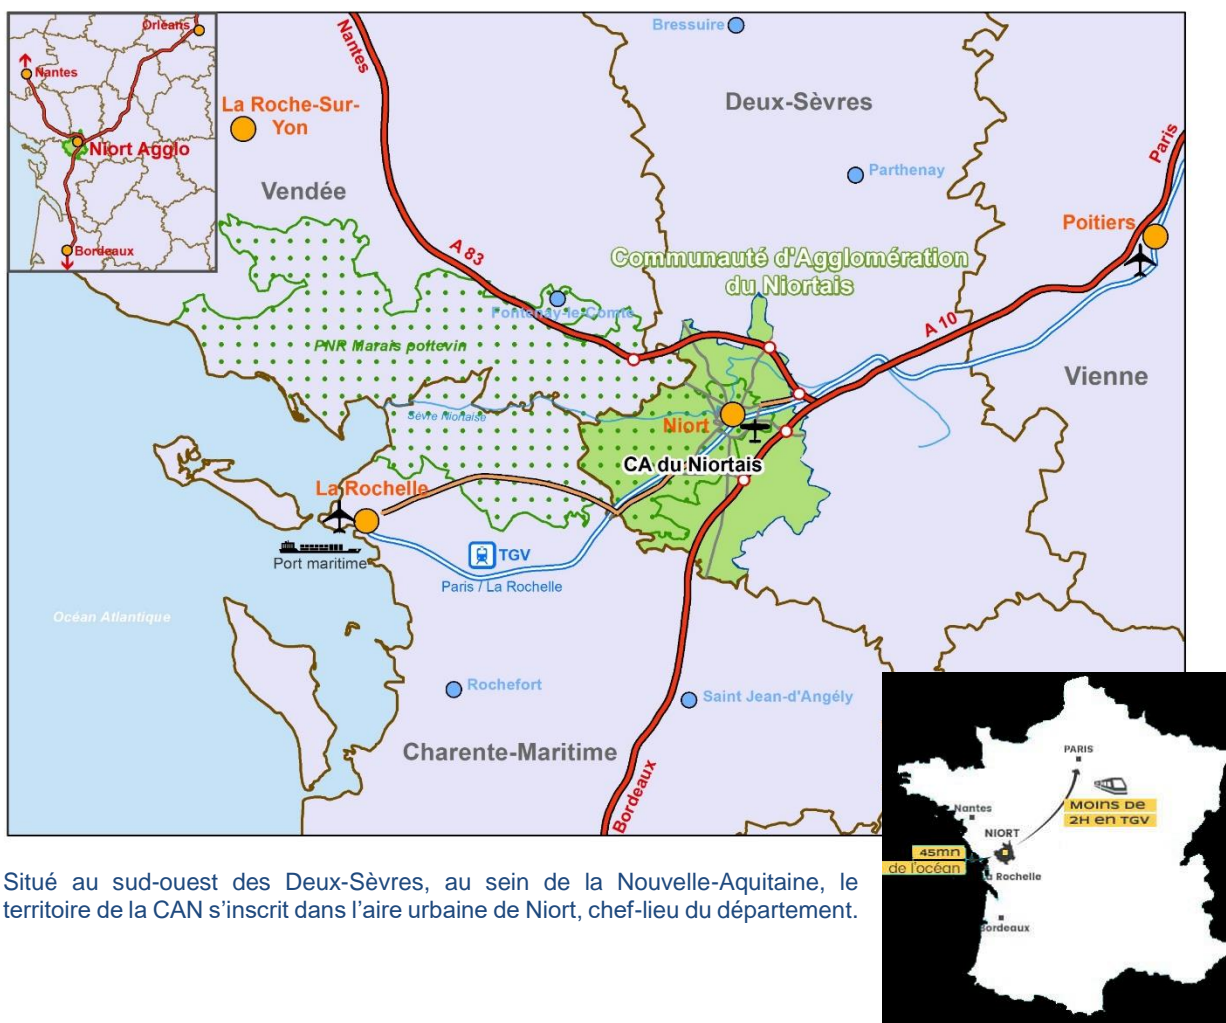 Orléans
Nantes
Niort Agglo
Bordeaux
Nantes
Bressuire
Deux-Sèvres
La Roche-Sur-
Yon
Paris
Parthenay
Vendée
Poitiers
A 83
Communauté d'Agglomération
du Niortais
Fontenay-le-Comte
A 10
PNR Marais poitevin
Vienne
Sèvre Niortaise
Niort
CA du Niortais
La Rochelle
TGV
Port maritime
Paris / La Rochelle
Océan Atlantique
Rochefort
Saint Jean-d'Angély
Charente-Maritime
Bordeaux
PARIS
MOINS DE
2H EN TGV
Nantes
NIORT
45mn
de l'océan
La Rochelle
Bordeaux
Situé au sud-ouest des Deux-Sèvres, au sein de la Nouvelle-Aquitaine, le
territoire de la CAN s’inscrit dans l’aire urbaine de Niort, chef-lieu du département.